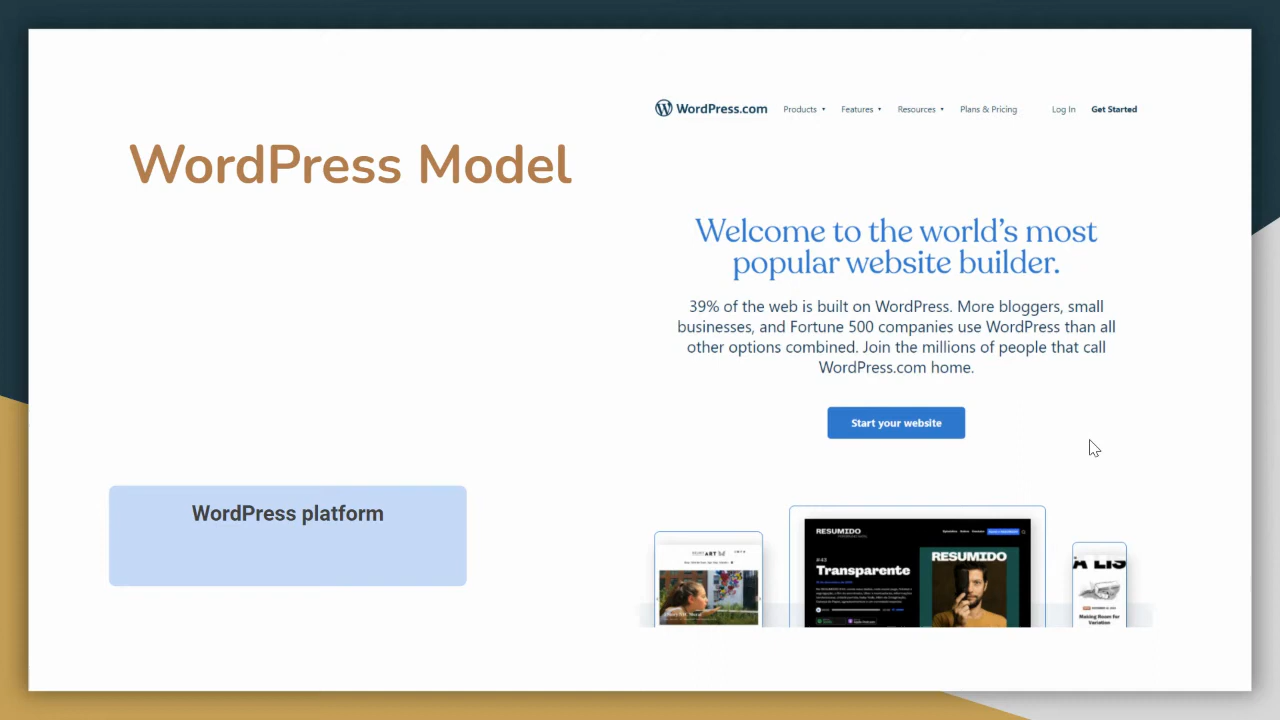 WordPress Model
WordPress platform
WordPress.com Products Features Resources Plans & Pricing Log In Get Started
Welcome to the world's most
popular website builder.
39% of the web is built on WordPress. More bloggers, small
businesses, and Fortune 500 companies use WordPress than all
other options combined. Join the millions of people that call
WordPress.com home.
Start your website
ART
RESUMIDO
#43
Transparente
RESUMIDO
A LIS
Making Room for
Variation